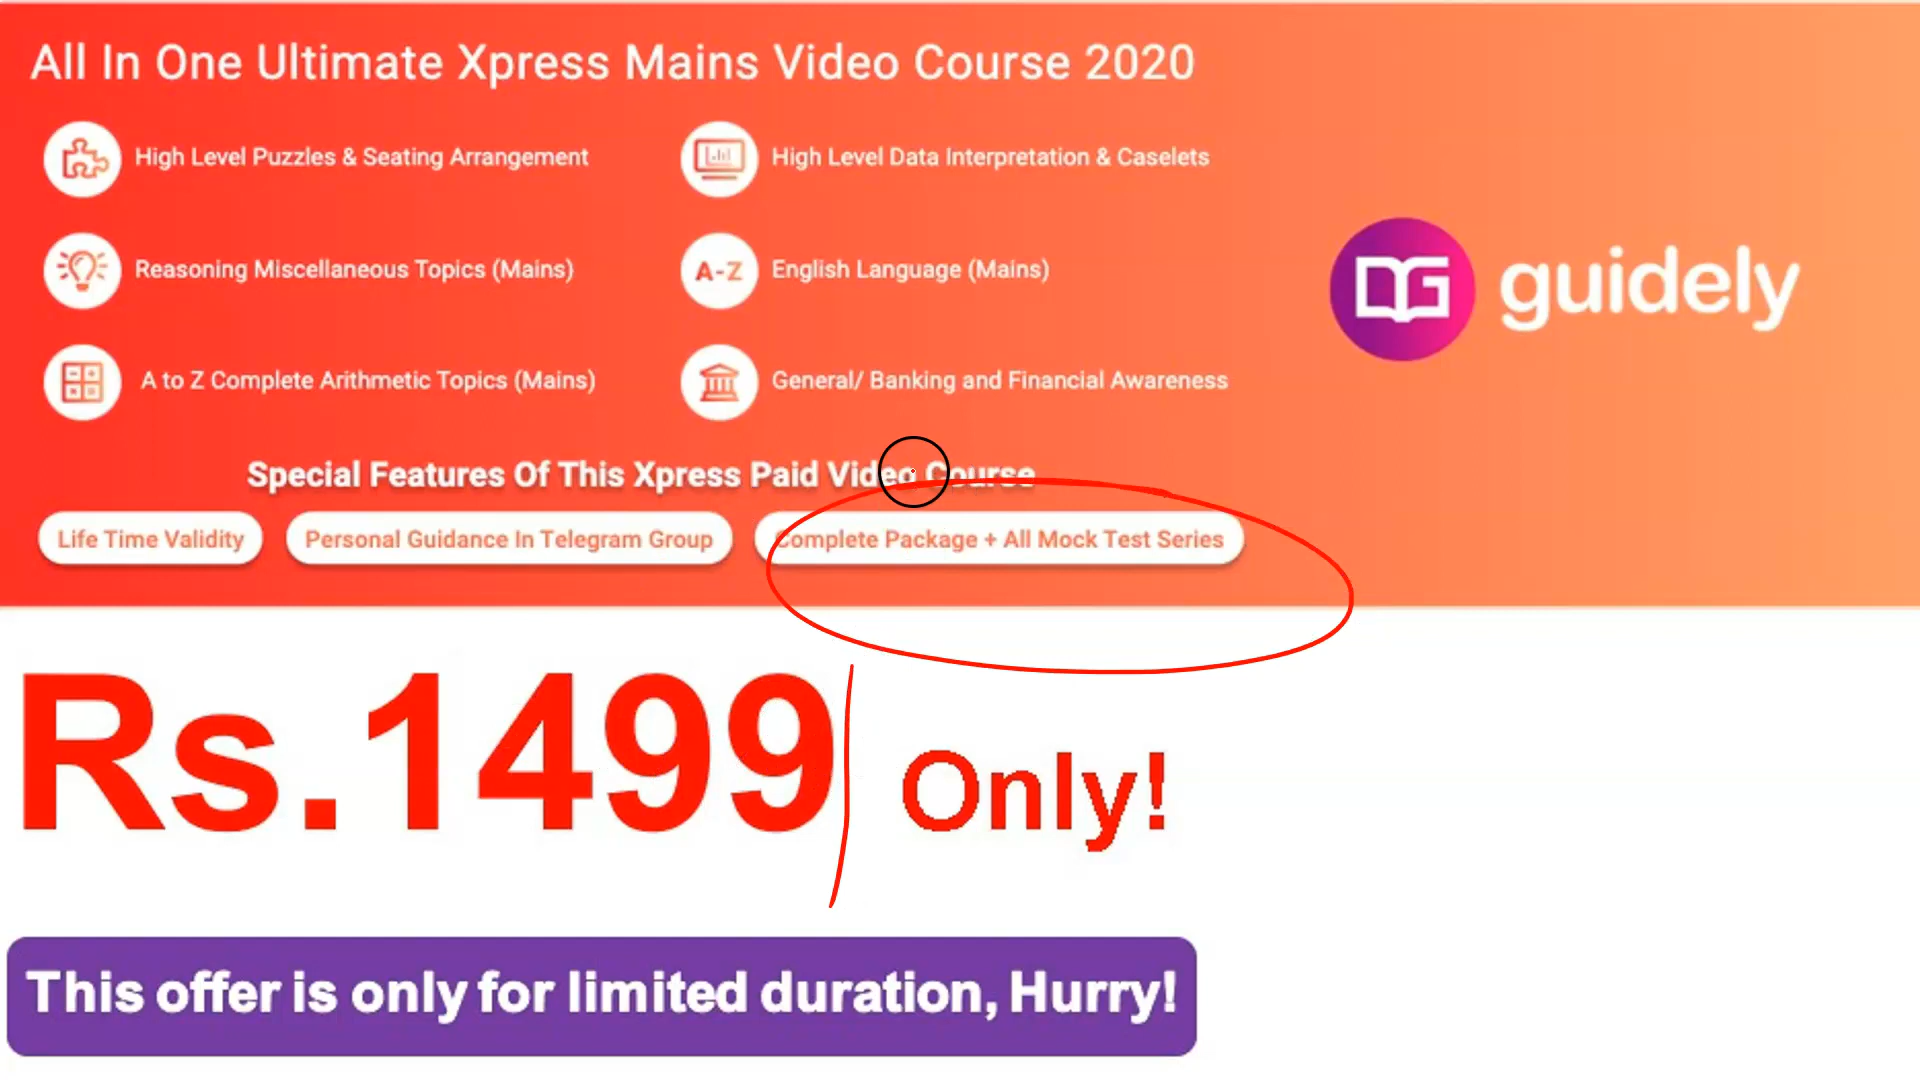 All In One Ultimate Xpress Mains Video Course 2020
High Level Puzzles & Seating Arrangement
High Level Data Interpretation & Caselets
Reasoning Miscellaneous Topics (Mains)
A-Z
English Language (Mains)
A to Z Complete Arithmetic Topics (Mains)
General/ Banking and Financial Awareness
guidely
Special Features Of This Xpress Paid Video Course
Life Time Validity
Personal Guidance In Telegram Group
Complete Package + All Mock Test Series
Rs.1499 Only!
This offer is only for limited duration, Hurry!